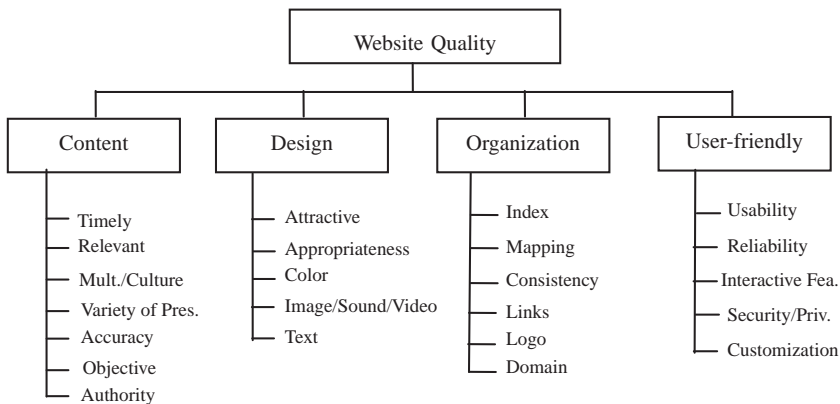 Website Quality
Content
Design
Organization
User-friendly
Timely
Relevant
Mult./Culture
Variety of Pres.
Accuracy
Objective
Authority
Attractive
Appropriateness
Color
Image/Sound/Video
Text
Index
Mapping
Consistency
Links
Logo
Domain
Usability
Reliability
Interactive Fea.
Security/Priv.
Customization